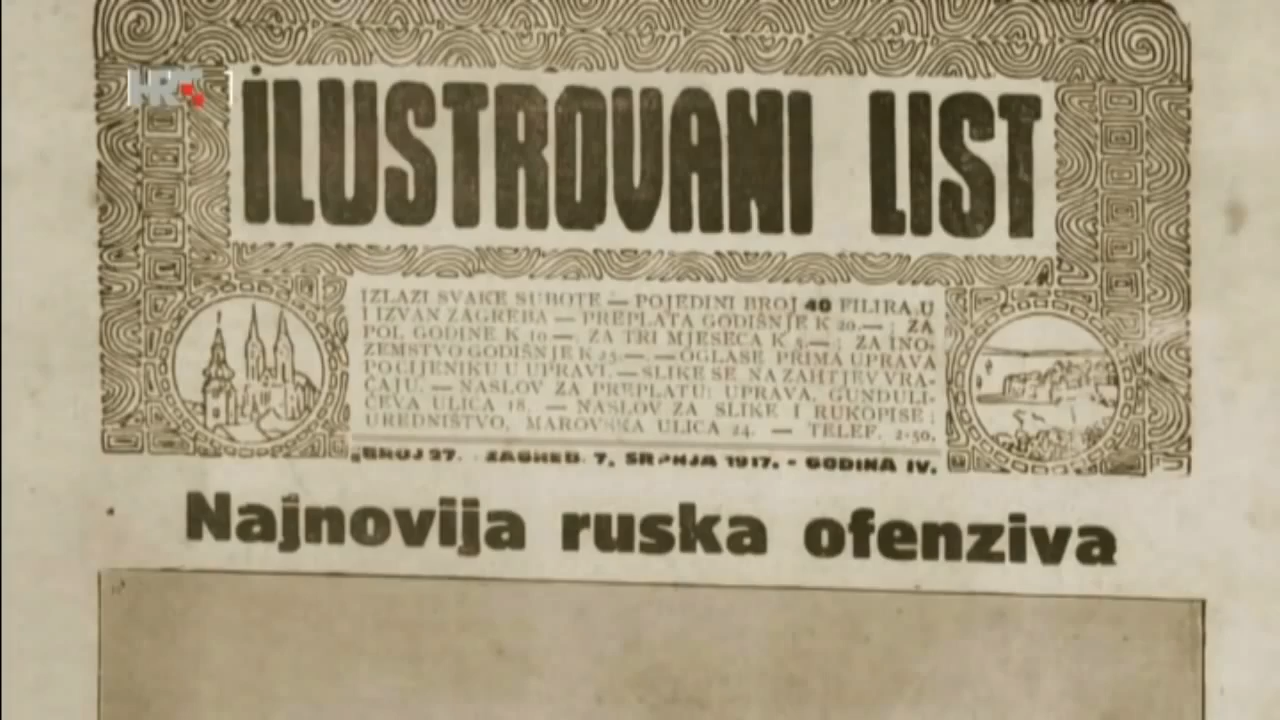 HRT 1
ILUSTROVANI LIST
IZLAZI SVAKE SUBOTE — POJEDINI BROJ 40 FILIRA U
I IZVAN ZAGREBA — PREPLATA GODIŠNJE K 20.— ; ZA
POL GODINE K 10 —, ZA TRI MJESECA K 5.— ; ZA INO-
ZEMSTVO GODIŠNJE K 25.—. — OGLASE PRIMA UPRAVA
PO CIJENIKU U UPRAVI. — SLIKE SE NA ZAHTJEV VRA-
ĆAJU. — NASLOV ZA PREPLATU: UPRAVA, GUNDULI-
ĆEVA ULICA 18. — NASLOV ZA SLIKE I RUKOPISE:
UREDNIŠTVO, MAROVSKA ULICA 24. — TELEF. 2-50.
BROJ 27. ZAGREB, 7. SRPNJA 1917. - GODINA IV.
Najnovija ruska ofenziva